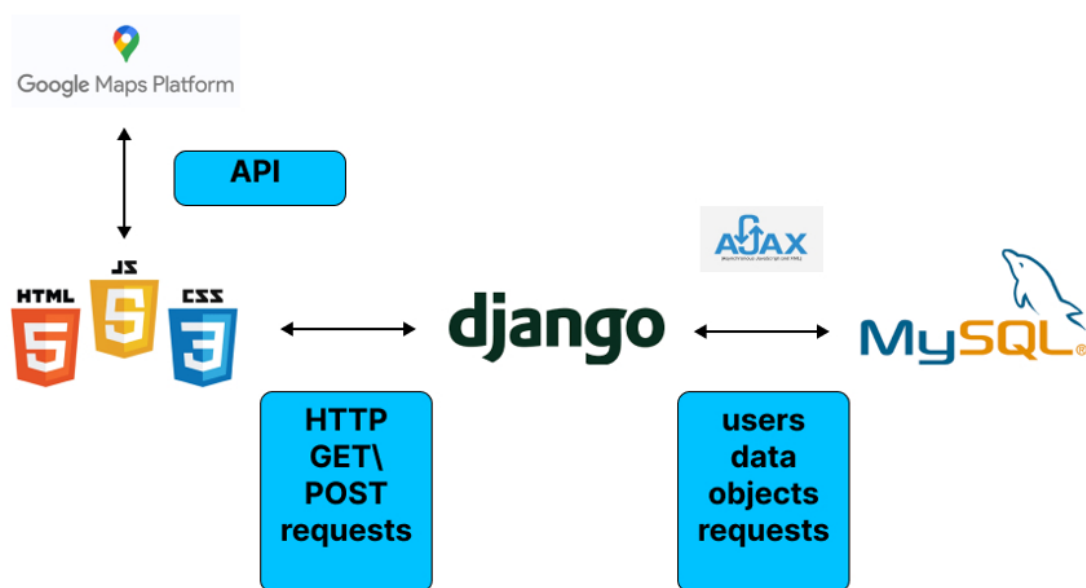 Google Maps Platform
API
AJAX
JS
HTML
CSS
django
MySQL®
HTTP
GET\
POST
requests
users
data
objects
requests